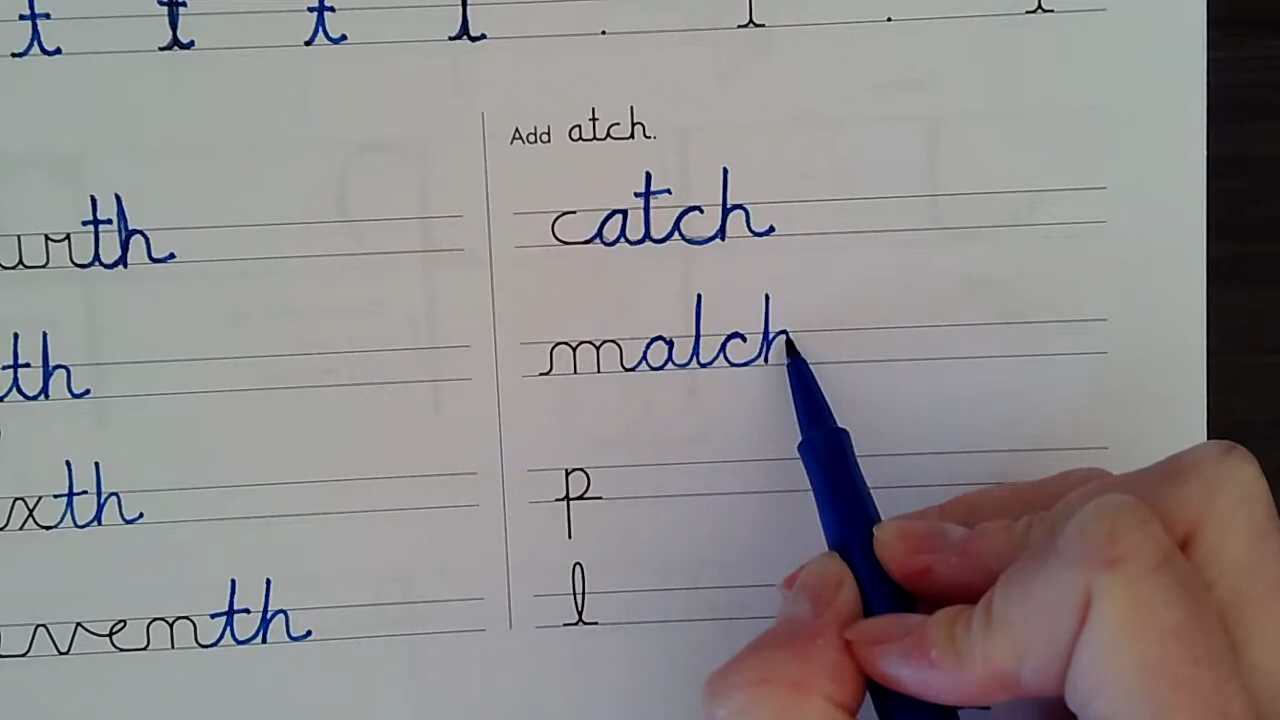 t t t t
urth
th
xth
venth
Add atch.
catch
match
p
l